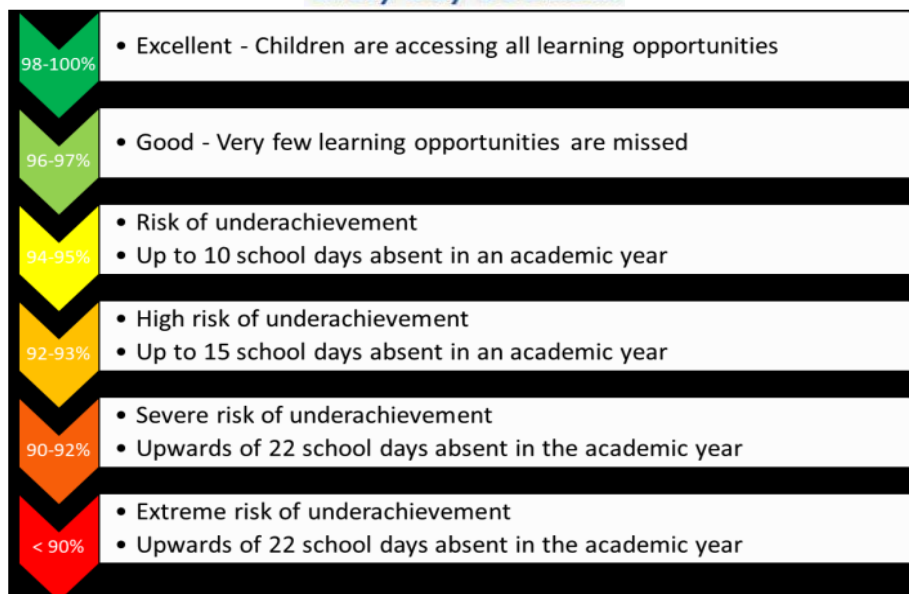 98-100%
• Excellent - Children are accessing all learning opportunities
96-97%
• Good - Very few learning opportunities are missed
94-95%
• Risk of underachievement
• Up to 10 school days absent in an academic year
92-93%
• High risk of underachievement
• Up to 15 school days absent in an academic year
90-92%
• Severe risk of underachievement
• Upwards of 22 school days absent in the academic year
< 90%
• Extreme risk of underachievement
• Upwards of 22 school days absent in the academic year